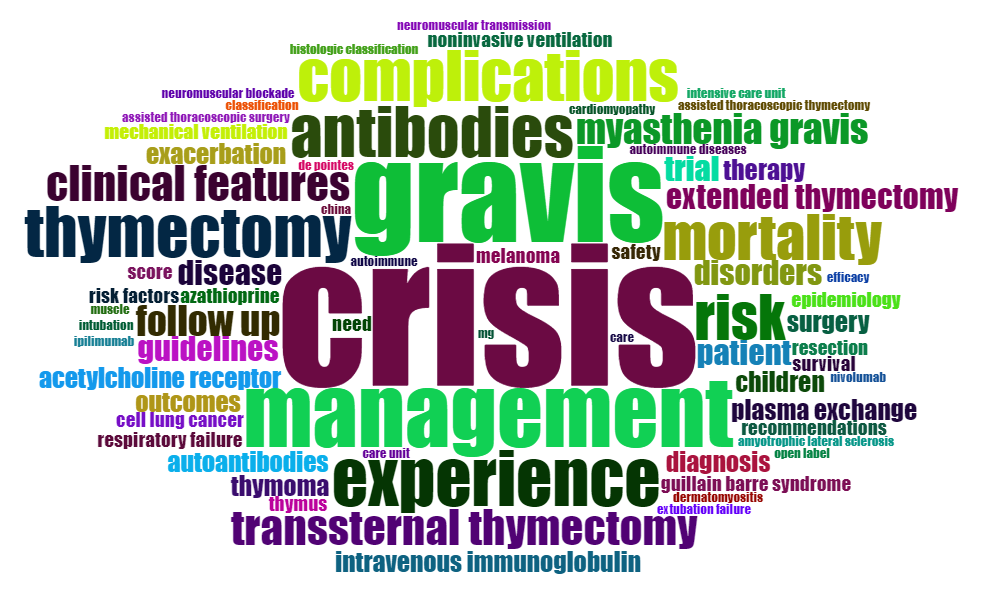 neuromuscular transmission
noninvasive ventilation
histologic classification
complications
neuromuscular blockade
intensive care unit
classification
cardiomyopathy
assisted thoracoscopic thymectomy
assisted thoracoscopic surgery
antibodies
myasthenia gravis
mechanical ventilation
autoimmune diseases
exacerbation
de pointes
gravis
trial
therapy
clinical features
extended thymectomy
china
thymectomy
mortality
safety
melanoma
autoimmune
score
disease
crisis
disorders
efficacy
risk factors
azathioprine
epidemiology
muscle
risk
follow up
need
surgery
intubation
mg
care
ipilimumab
guidelines
patient
resection
survival
acetylcholine receptor
children
nivolumab
outcomes
management
plasma exchange
cell lung cancer
recommendations
respiratory failure
amyotrophic lateral sclerosis
care unit
open label
autoantibodies
experience
diagnosis
thymoma
guillain barre syndrome
dermatomyositis
thymus
extubation failure
transsternal thymectomy
intravenous immunoglobulin